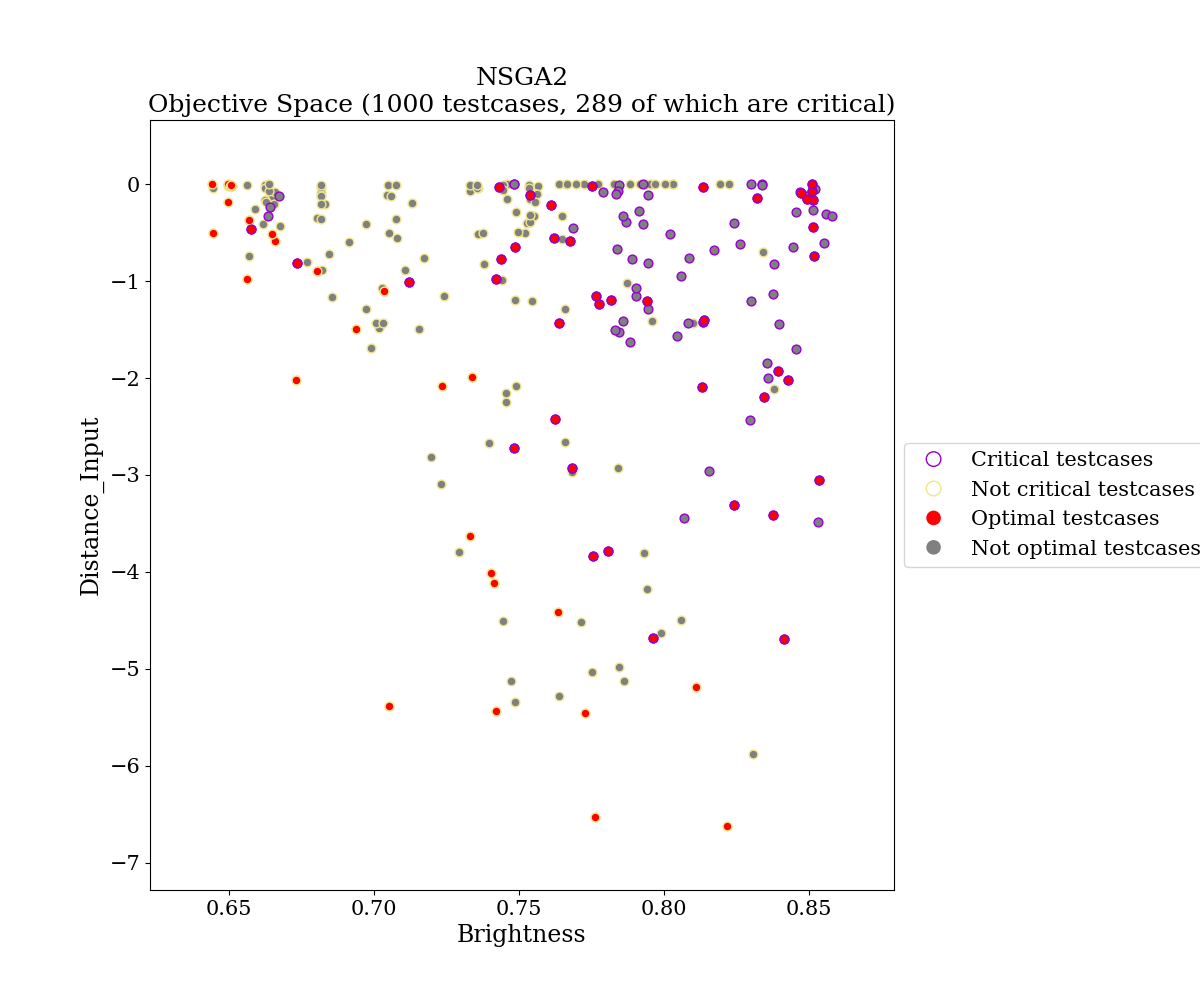 NSGA2
Objective Space (1000 testcases, 289 of which are critical)
0
−1
−2
−3
−4
−5
−6
−7
Distance_Input
0.65
0.70
0.75
0.80
0.85
Brightness
Critical testcases
Not critical testcases
Optimal testcases
Not optimal testcases